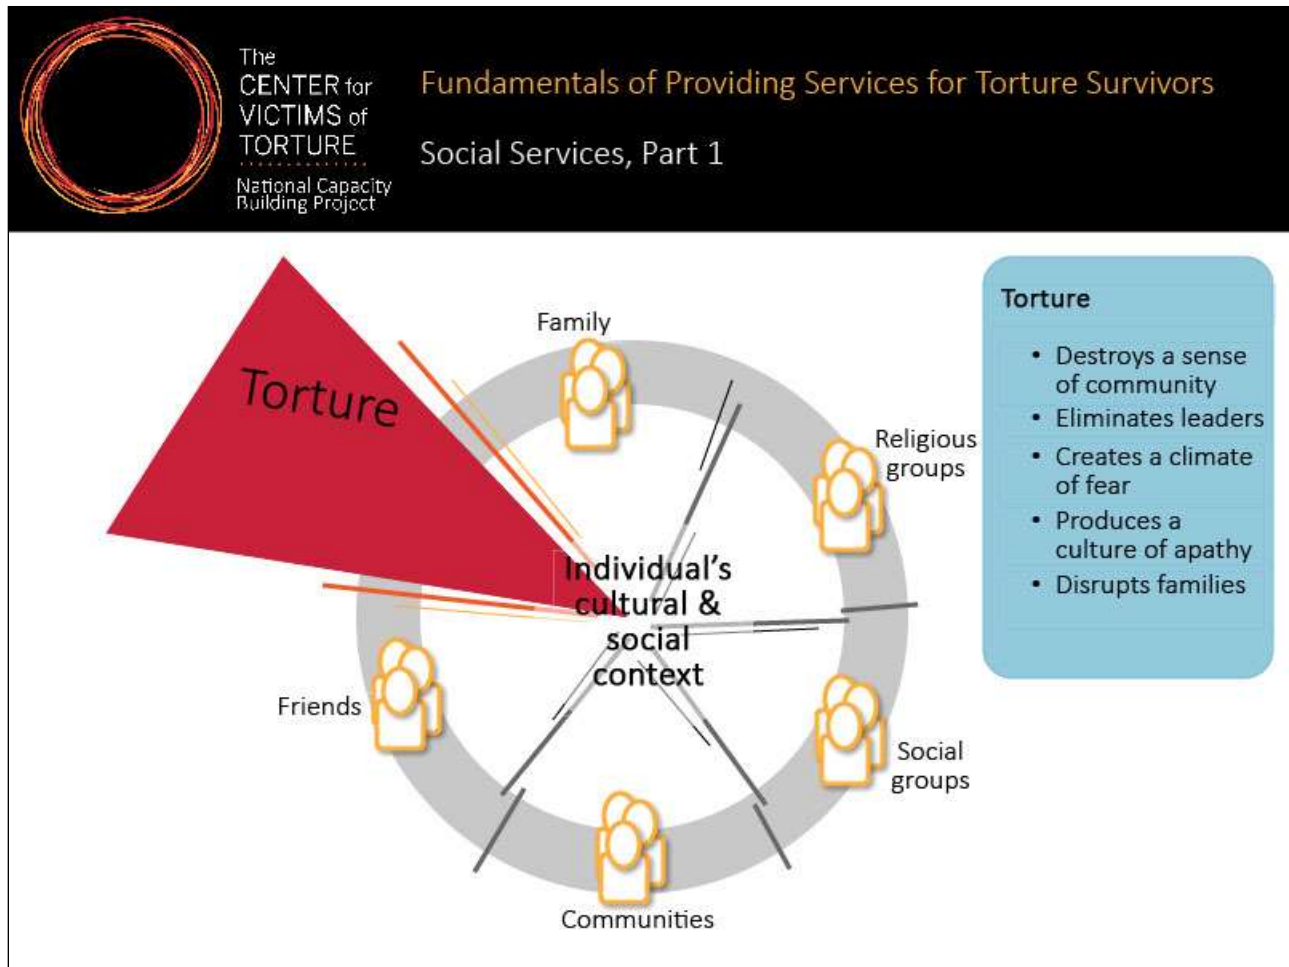 The
CENTER for
VICTIMS of
TORTURE
National Capacity
Building Project
Fundamentals of Providing Services for Torture Survivors
Social Services, Part 1
Torture
Family
Religious
groups
Individual's
cultural &
social
context
Friends
Social
groups
Communities
Torture
• Destroys a sense
of community
• Eliminates leaders
• Creates a climate
of fear
• Produces a
culture of apathy
• Disrupts families